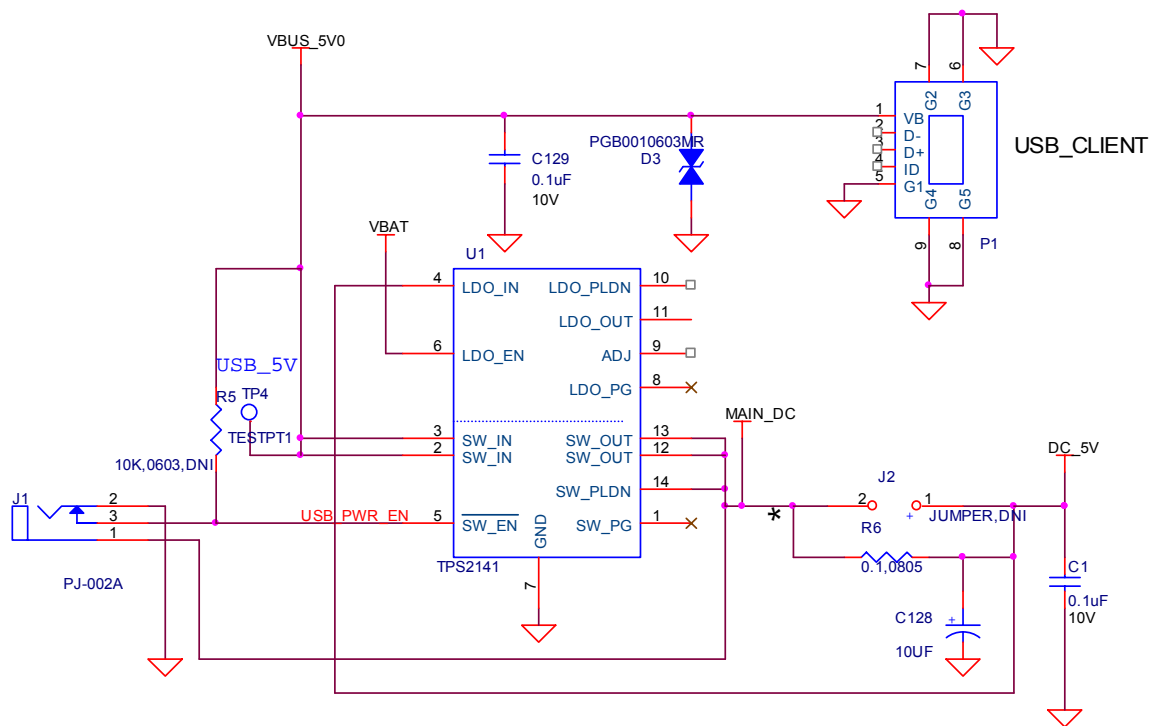 VBUS_5V0
7
6
G2
G3
1
VB
2
D-
3
D+
4
ID
5
G1
G4
G5
9
8
P1
USB_CLIENT
PGB0010603MR
D3
C129
0.1uF
10V
VBAT
U1
4
LDO_IN
LDO_PLDN
10
LDO_OUT
11
6
LDO_EN
ADJ
9
LDO_PG
8
USB_5V
R5
TP4
TESTPT1
10K,0603,DNI
3
SW_IN
SW_OUT
13
2
SW_IN
SW_OUT
12
SW_PLDN
14
USB_PWR_EN
5
SW_EN
SW_PG
1
GND
TPS2141
7
J1
2
3
1
PJ-002A
MAIN_DC
*
J2
2
1
+
JUMPER,DNI
R6
0.1,0805
DC_5V
C1
0.1uF
10V
C128
+
10UF